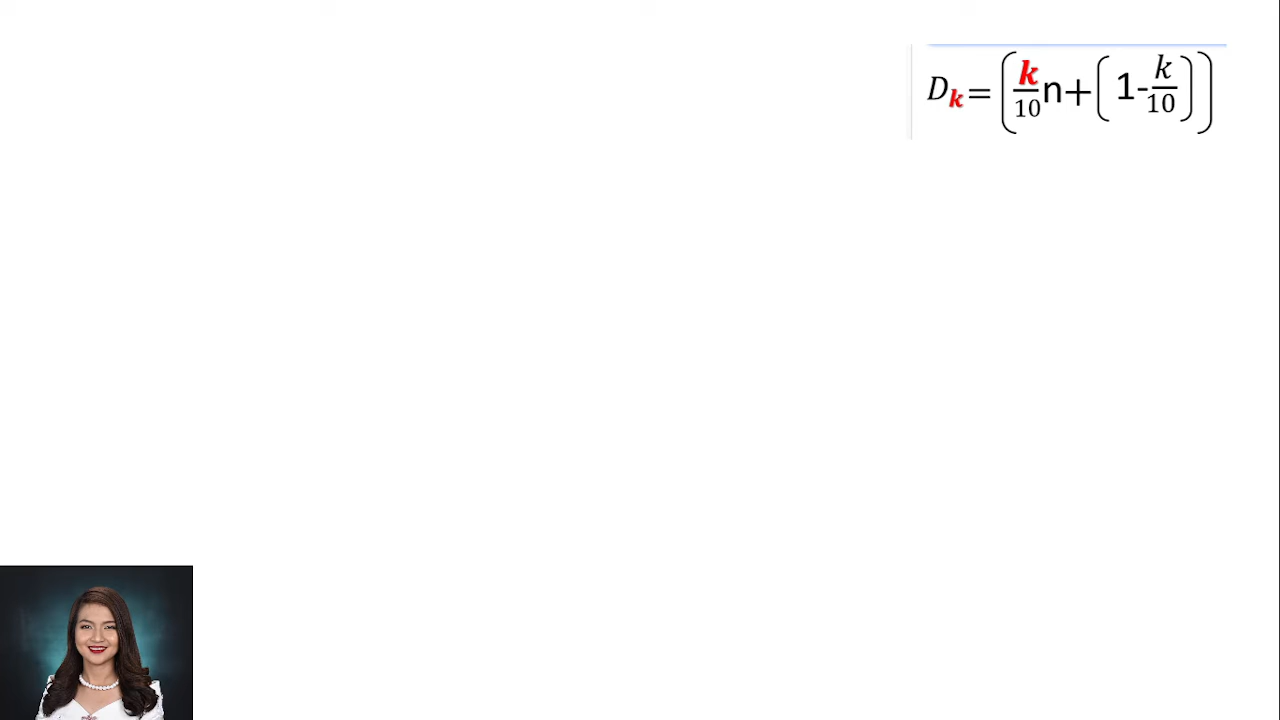 D_k = (k/10 n + (1 - k/10))